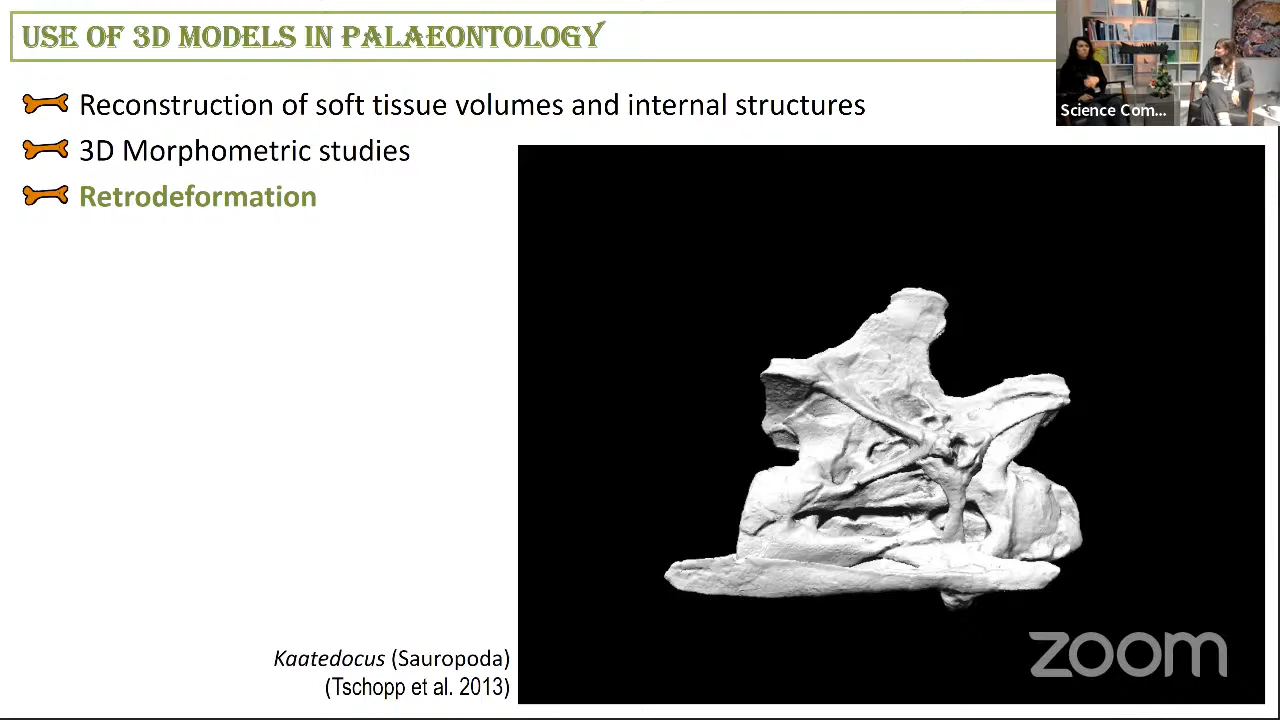 USE OF 3D MODELS IN PALAEONTOLOGY
Science Com...
Reconstruction of soft tissue volumes and internal structures
3D Morphometric studies
Retrodeformation
Kaatedocus (Sauropoda)
(Tschopp et al. 2013)
zoom